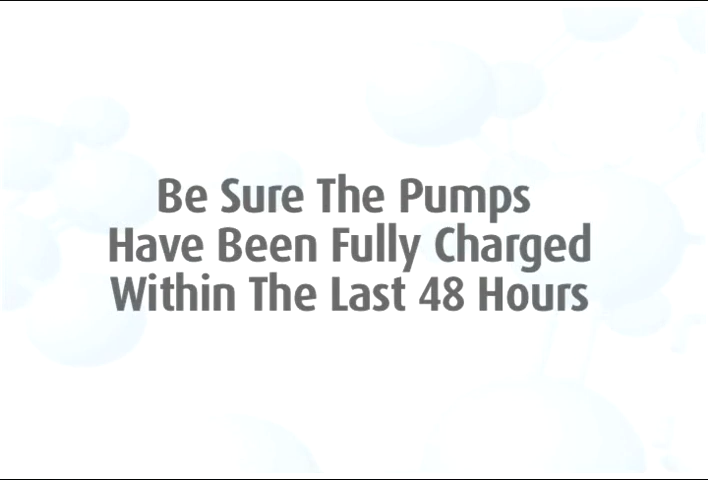 Be Sure The Pumps
Have Been Fully Charged
Within The Last 48 Hours